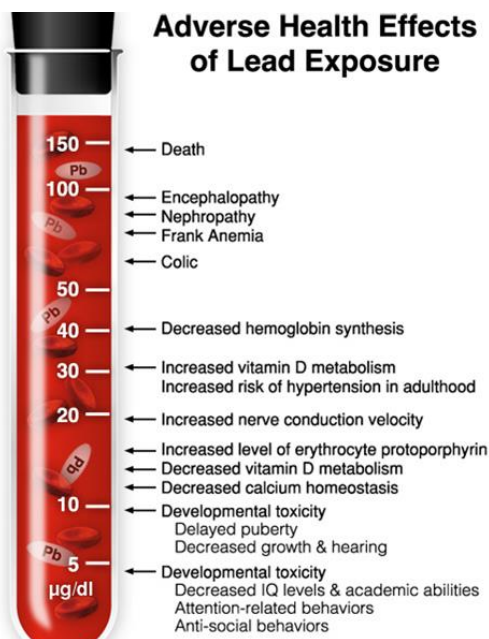 Adverse Health Effects
of Lead Exposure
150
Death
Pb
100
Encephalopathy
Nephropathy
Pb
Frank Anemia
Colic
50
Pb
40
Decreased hemoglobin synthesis
30
Increased vitamin D metabolism
Increased risk of hypertension in adulthood
20
Increased nerve conduction velocity
Increased level of erythrocyte protoporphyrin
Pb
Decreased vitamin D metabolism
Decreased calcium homeostasis
10
Developmental toxicity
Delayed puberty
Decreased growth & hearing
Pb
5
Developmental toxicity
µg/dl
Decreased IQ levels & academic abilities
Attention-related behaviors
Anti-social behaviors